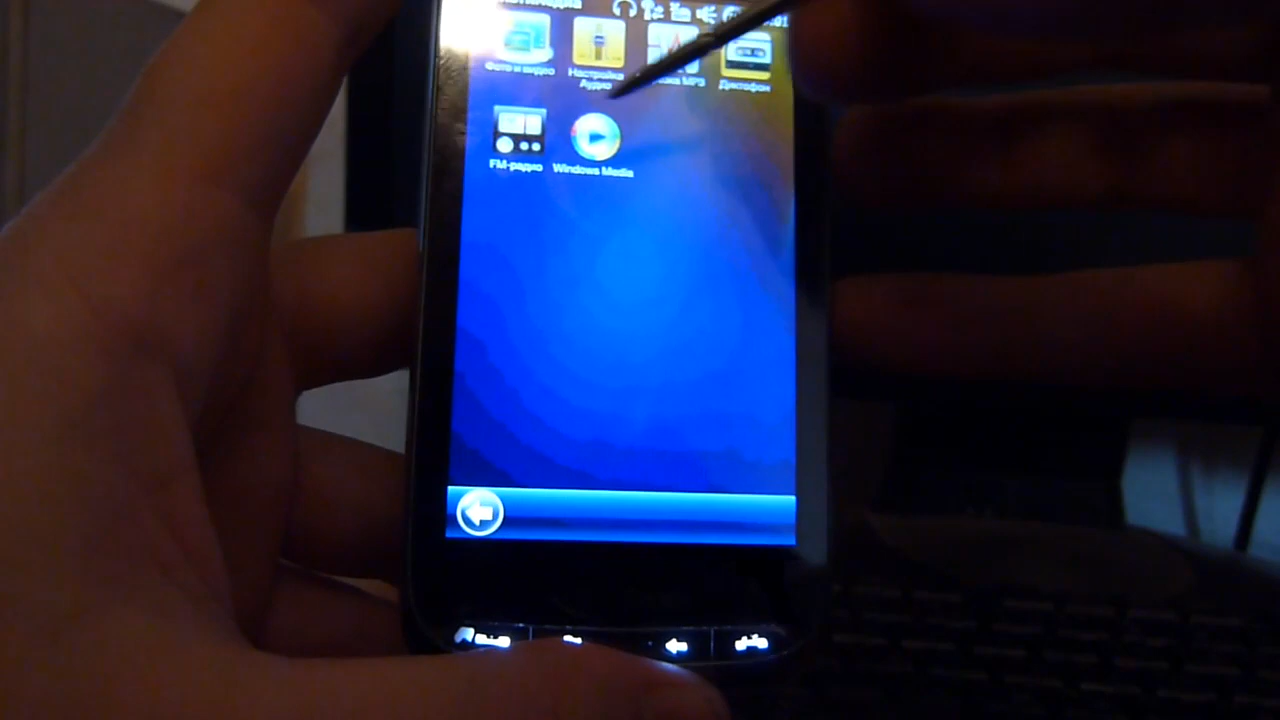 Фото и видео
Настройка
Аудио
MP3
Диктофон
FM-радио
Windows Media